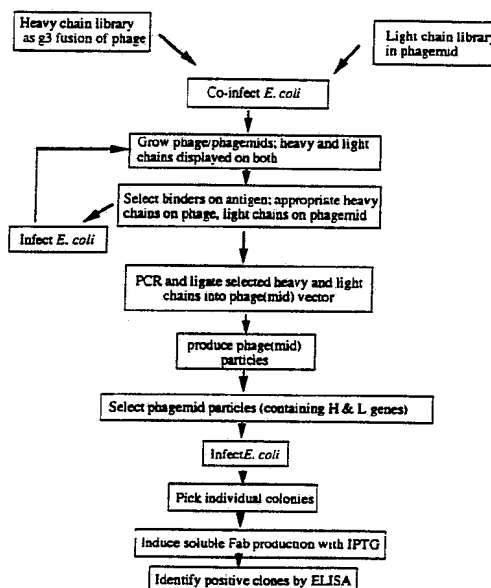 Heavy chain library
as g3 fusion of phage
Light chain library
in phagemid
Co-infect E. coli
Grow phage/phagemids; heavy and light
chains displayed on both
Select binders on antigen; appropriate heavy
chains on phage, light chains on phagemid
Infect E. coli
PCR and ligate selected heavy and light
chains into phage(mid) vector
produce phage(mid)
particles
Select phagemid particles (containing H & L genes)
InfectE. coli
Pick individual colonies
Induce soluble Fab production with IPTG
Identify positive clones by ELISA